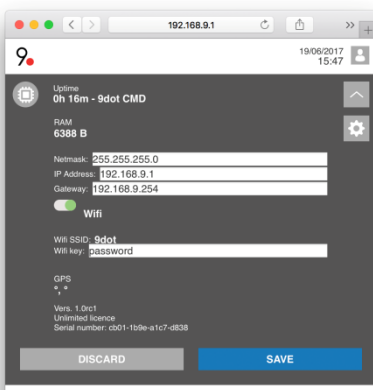 192.168.9.1
9.
19/06/2017
15:47
Uptime
0h 16m - 9dot CMD
RAM
6388 B
Netmask: 255.255.255.0
IP Address: 192.168.9.1
Gateway: 192.168.9.254
Wifi
Wifi SSID: 9dot
Wifi key: password
GPS
°, °
Vers. 1.0rc1
Unlimited licence
Serial number: cb01-1b9e-a1c7-d838
DISCARD SAVE